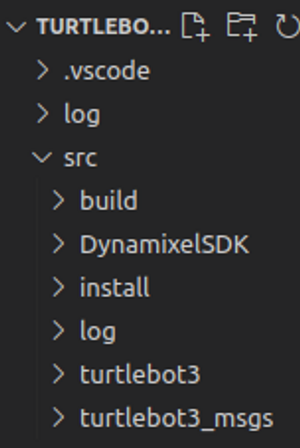 TURTLEBO...
.vscode
log
src
build
DynamixelSDK
install
log
turtlebot3
turtlebot3_msgs